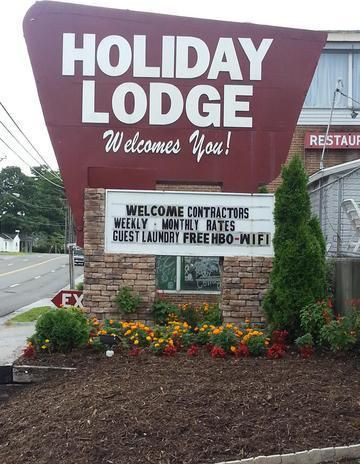 HOLIDAY
LODGE
Welcomes You!
RESTAU
WELCOME CONTRACTORS
WEEKLY - MONTHLY RATES
GUEST LAUNDRY FREE HBO-WIFI
EX